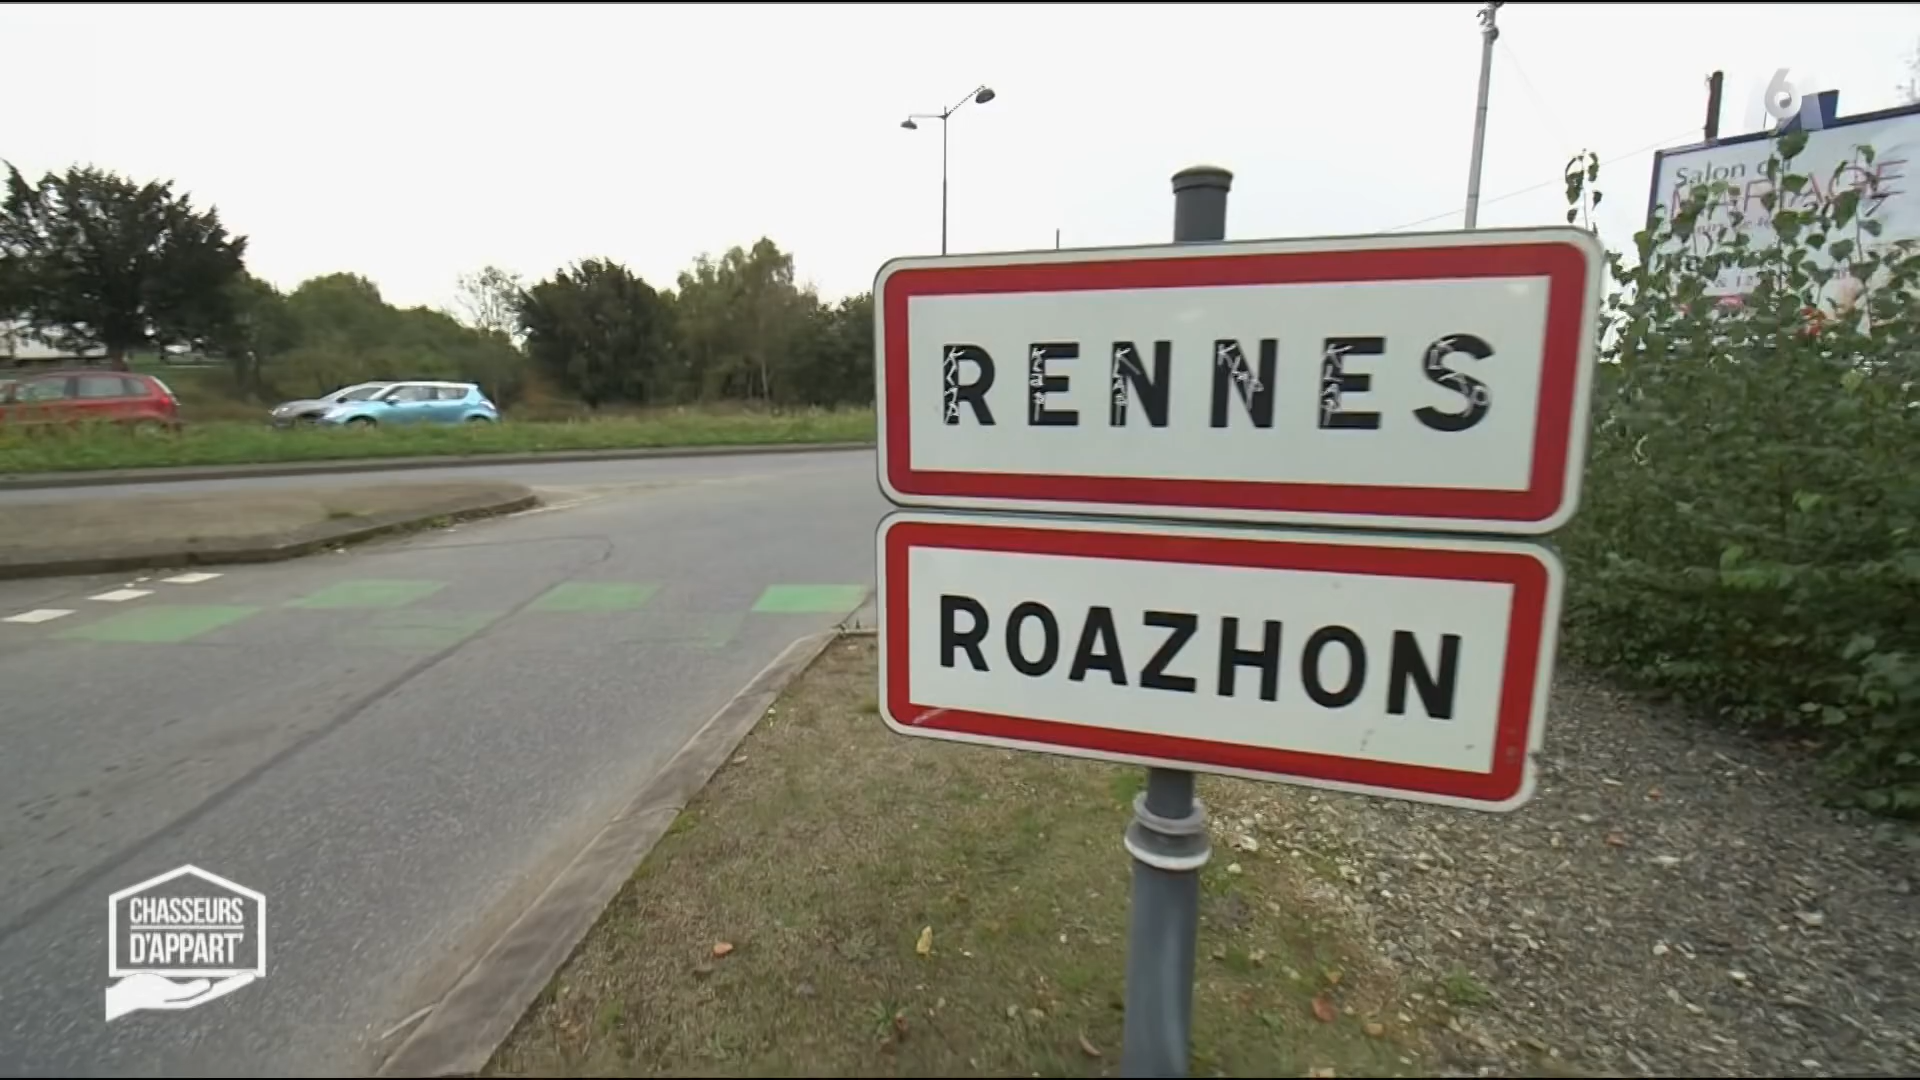 6
Salon du
MARIAGE
RENNES
ROAZHON
CHASSEURS
D'APPART'